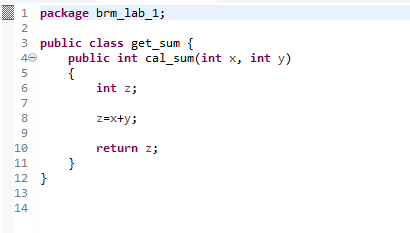 1 package brm_lab_1;
2
3 public class get_sum {
4 public int cal_sum(int x, int y)
5 {
6 int z;
7
8 z=x+y;
9
10 return z;
11 }
12 }
13
14